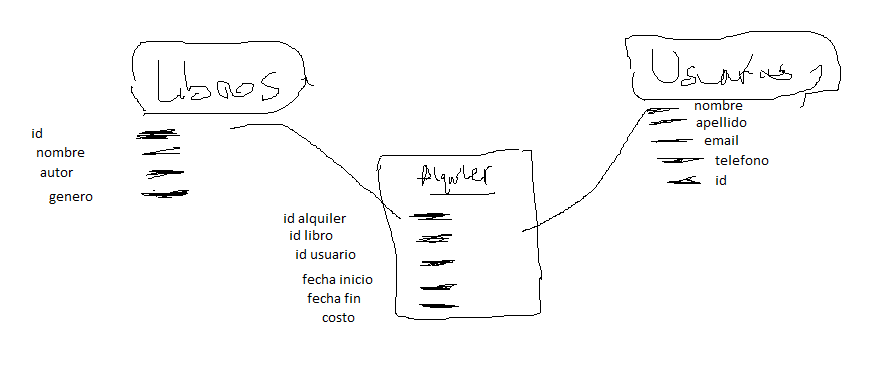 Libros
id
nombre
autor
genero
Alquiler
id alquiler
id libro
id usuario
fecha inicio
fecha fin
costo
Usuarios
nombre
apellido
email
telefono
id